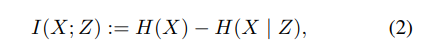 I(X; Z) := H(X) − H(X | Z), (2)